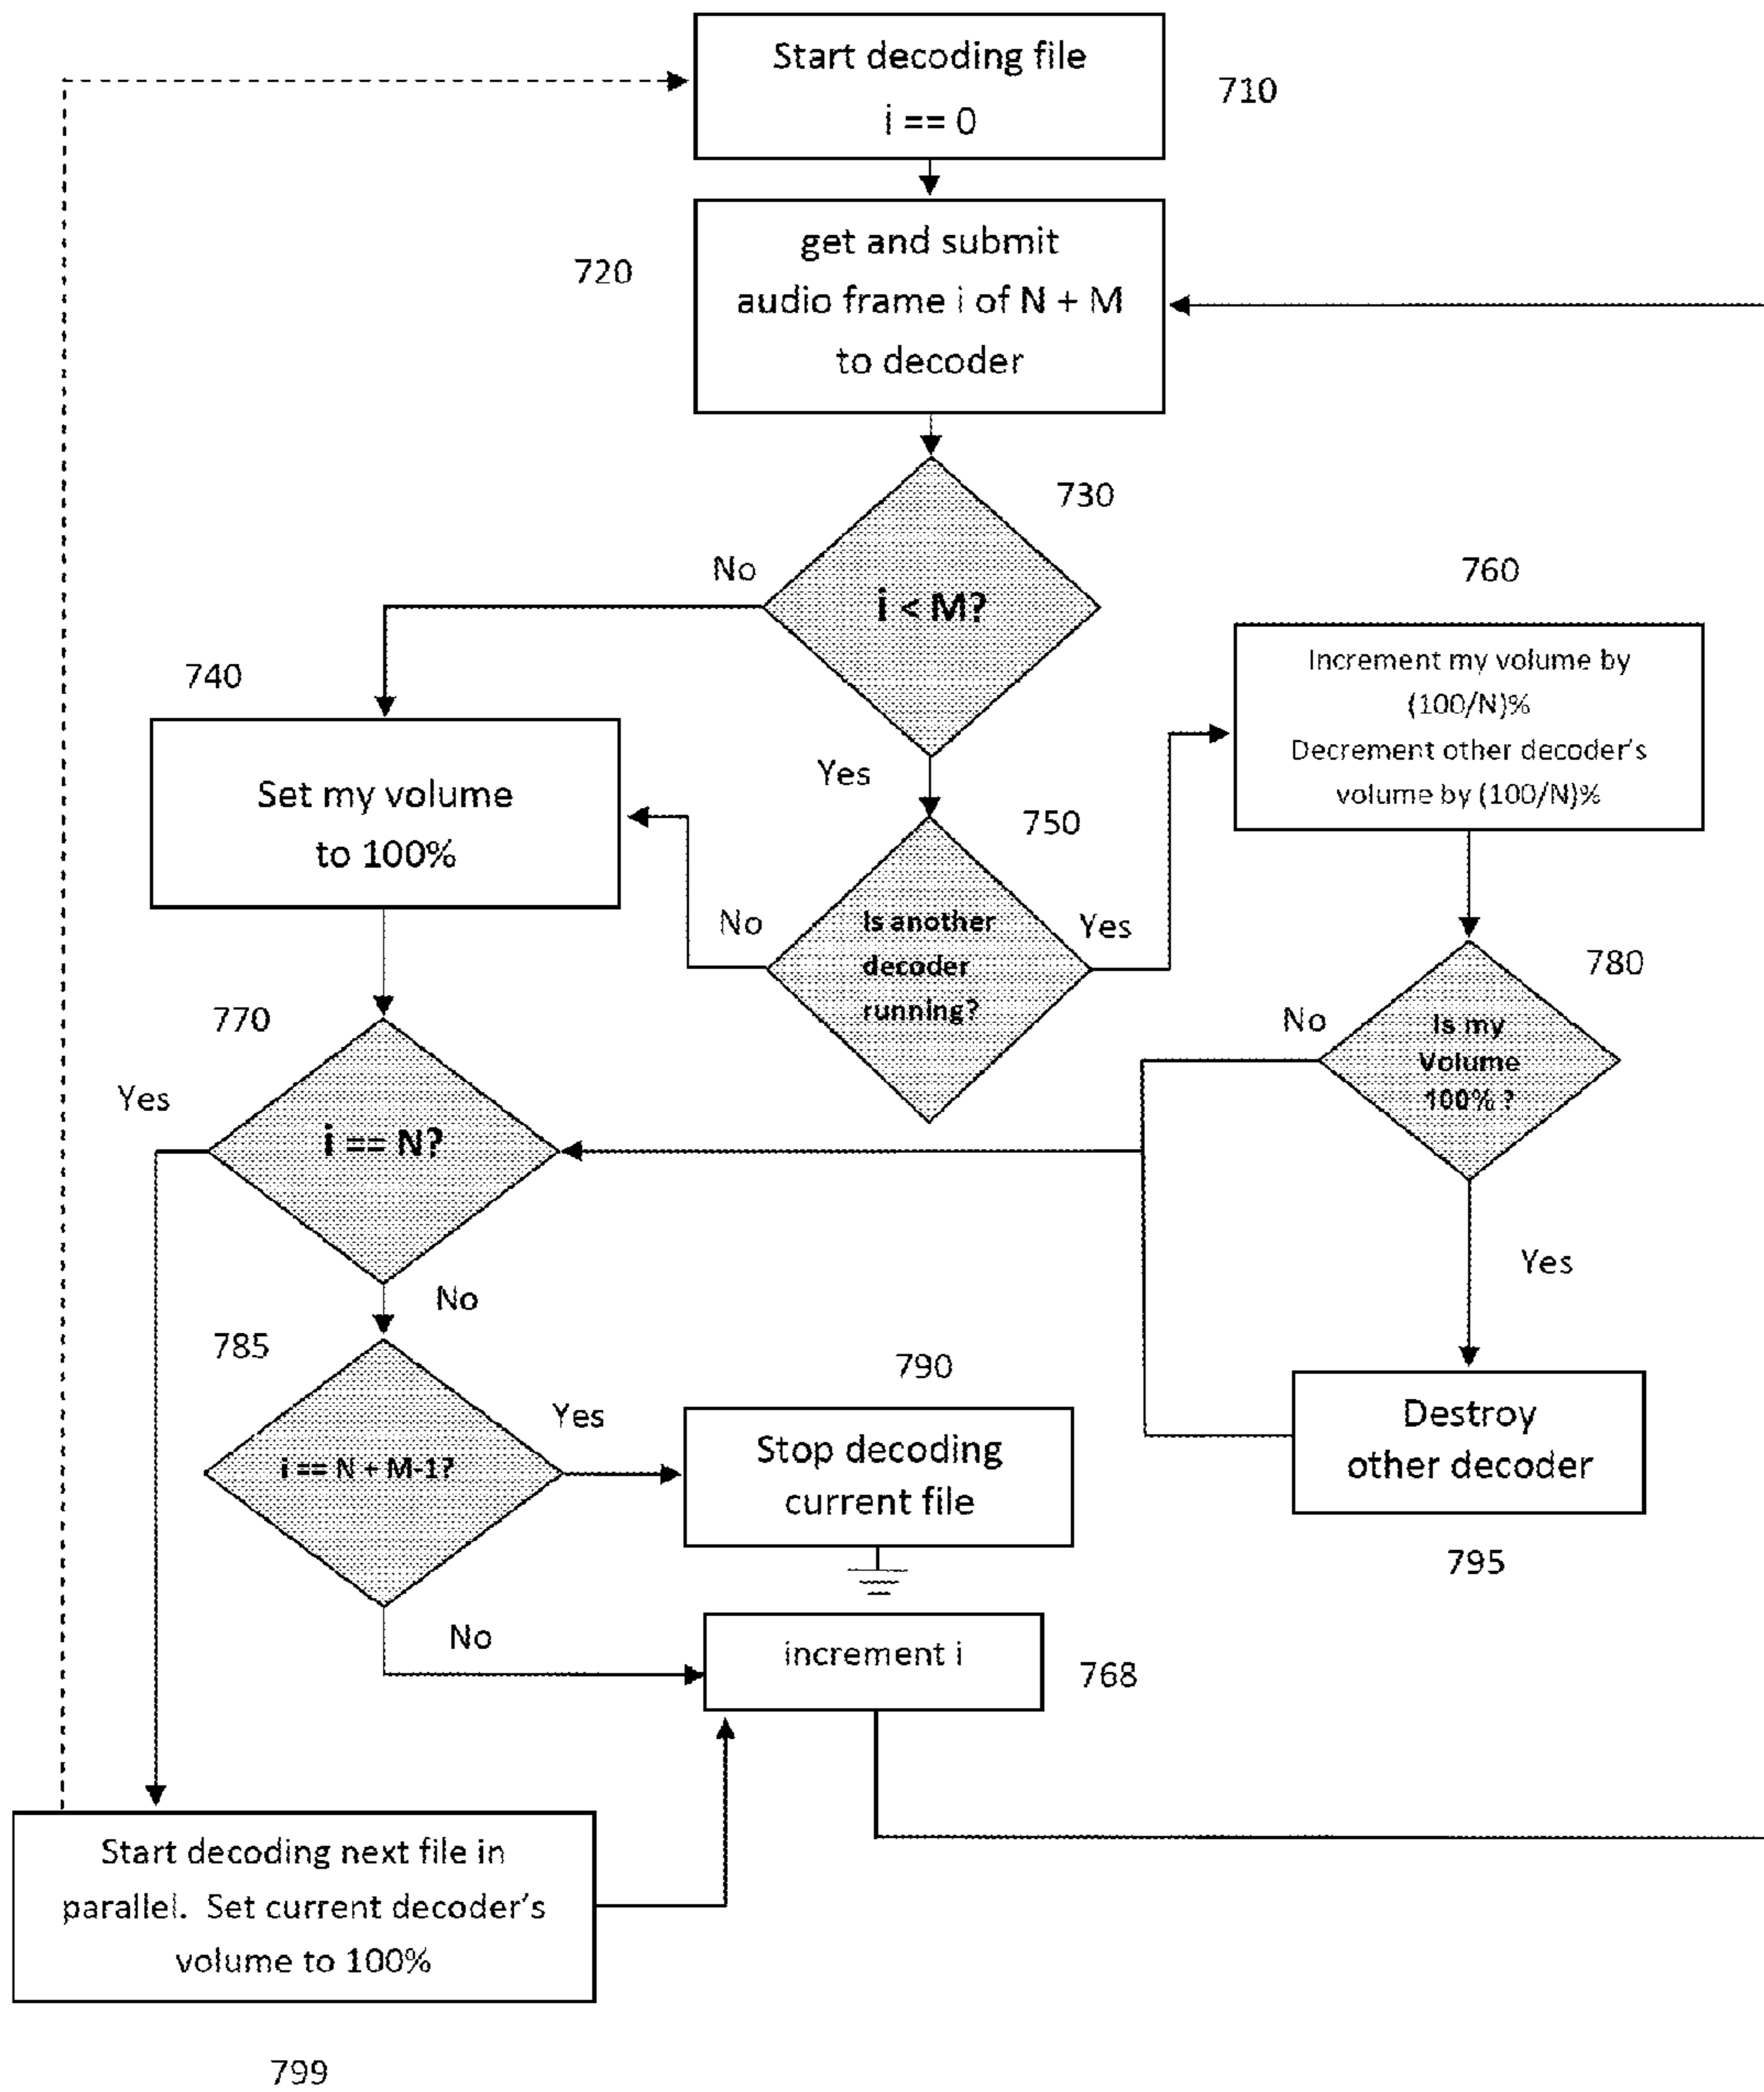 Start decoding file
i == 0
710
get and submit
audio frame i of N + M
to decoder
720
730
i < M?
No
Yes
740
Set my volume
to 100%
750
Is another
decoder
running?
No
Yes
760
Increment my volume by
(100/N)%
Decrement other decoder's
volume by (100/N)%
780
Is my
Volume
100% ?
No
Yes
770
i == N?
Yes
No
785
i == N + M-1?
Yes
No
790
Stop decoding
current file
Destroy
other decoder
795
increment i
768
Start decoding next file in
parallel. Set current decoder's
volume to 100%
799